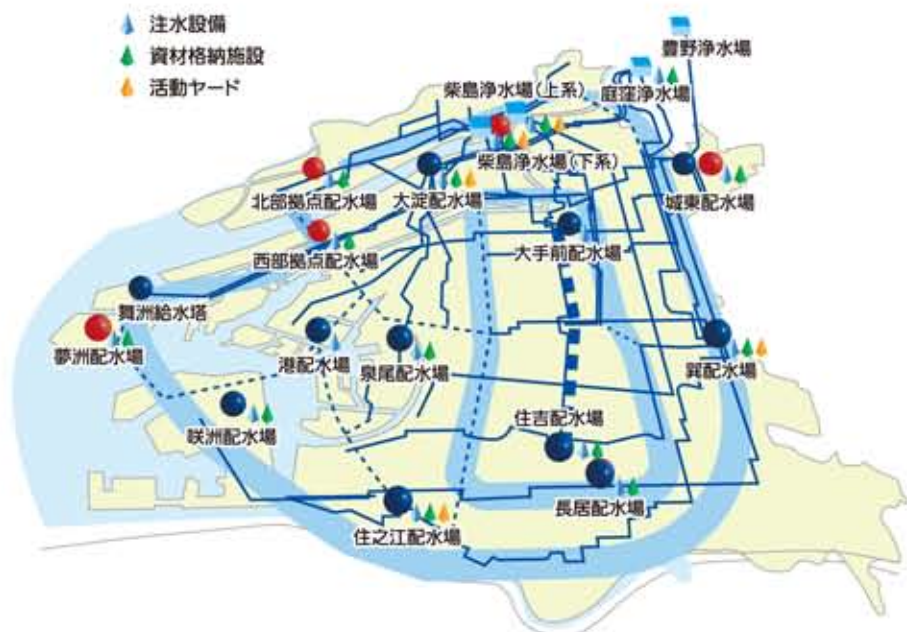 注水設備
資材格納施設
活動ヤード
豊野浄水場
柴島浄水場(上系)
庭窪浄水場
柴島浄水場(下系)
北部拠点配水場
大淀配水場
城東配水場
西部拠点配水場
大手前配水場
舞洲給水塔
夢洲配水場
港配水場
泉尾配水場
巽配水場
咲洲配水場
住吉配水場
長居配水場
住之江配水場